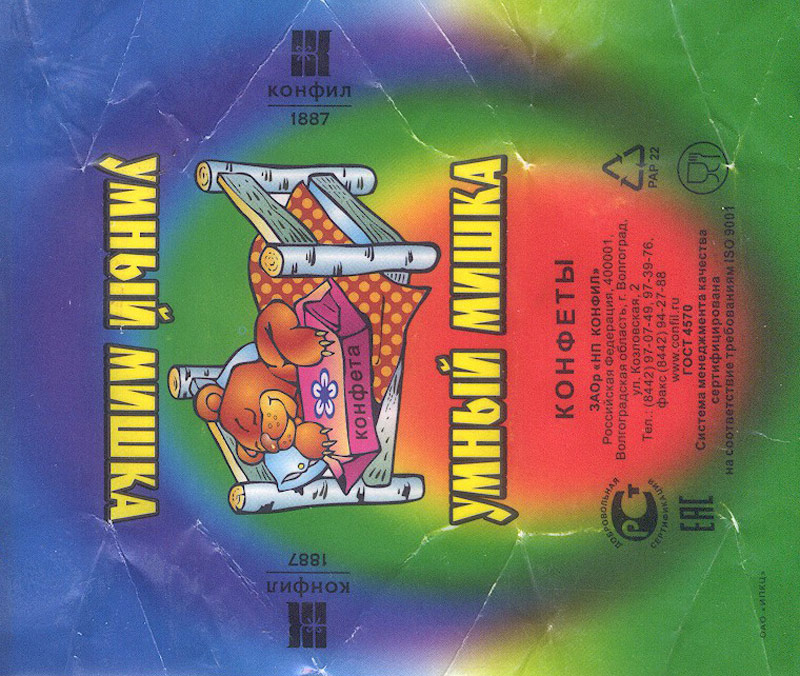 КОНФИЛ
1887
УМНЫЙ МИШКА
конфета
УМНЫЙ МИШКА
КОНФЕТЫ
ЗАОр «НП КОНФИЛ»
Российская Федерация, 400001,
Волгоградская область, г. Волгоград,
ул. Козловская, 2
Тел.: (8442) 97-07-49, 97-39-76,
факс (8442) 94-27-88
www.confil.ru
ГОСТ 4570
Система менеджмента качества
сертифицирована
на соответствие требованиям ISO 9001
PAP 22
ДОБРОВОЛЬНАЯ
РСТ
СЕРТИФИКАЦИЯ
EAC
КОНФИЛ
1887
ОАО «ИПКЦ»